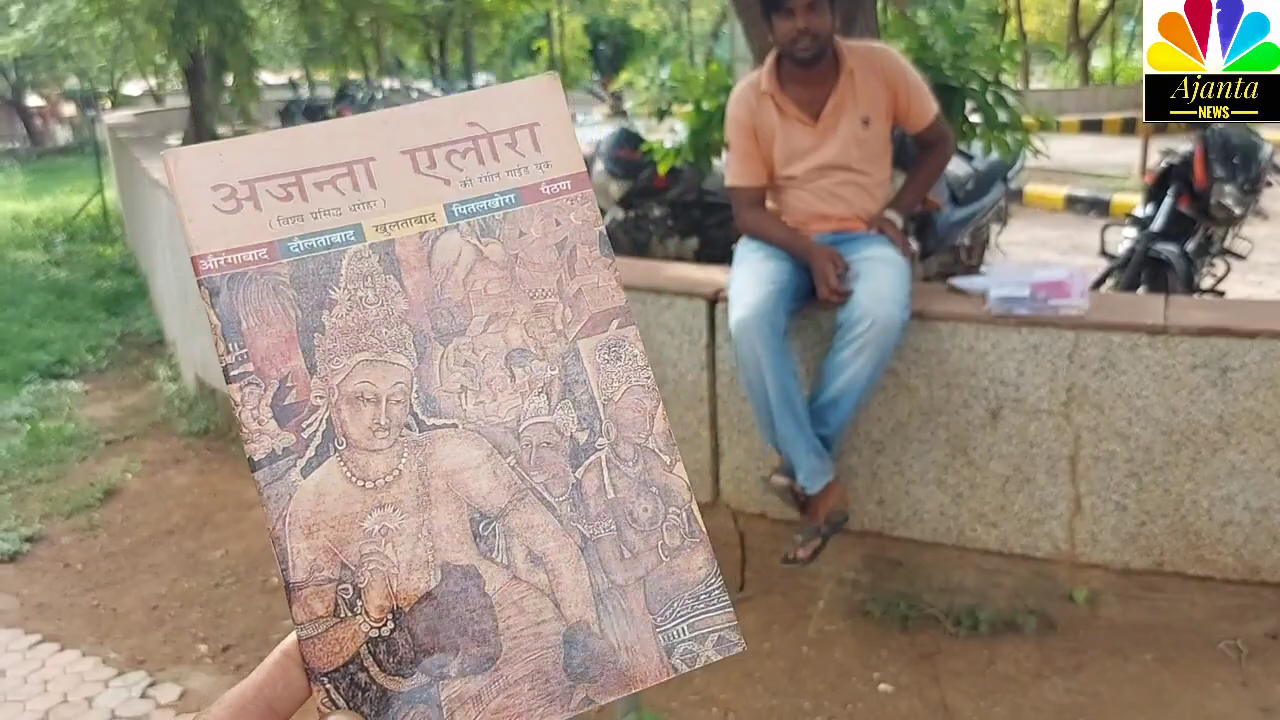 अजन्ता एलोरा
की रंगीन गाईड बुक
(विश्व प्रसिद्ध धरोहर)
औरंगाबाद दौलताबाद खुलताबाद पितलखोरा पैठण
Ajanta
NEWS